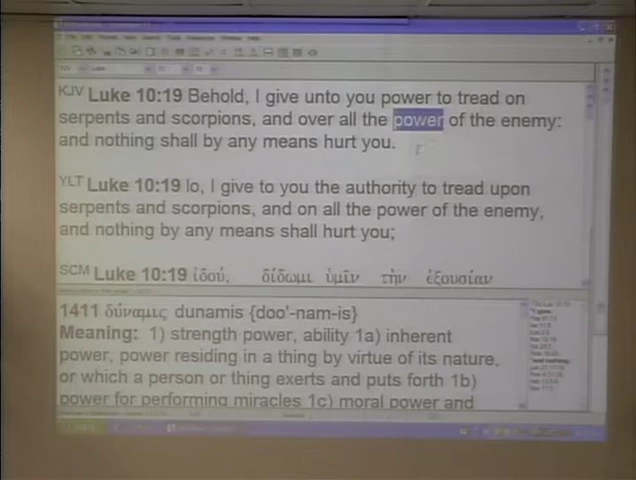 KJV Luke 10:19 Behold, I give unto you power to tread on
serpents and scorpions, and over all the power of the enemy:
and nothing shall by any means hurt you.
YLT Luke 10:19 lo, I give to you the authority to tread upon
serpents and scorpions, and on all the power of the enemy,
and nothing by any means shall hurt you;
SCM Luke 10:19 ἰδού, δίδωμι ὑμῖν τὴν ἐξουσίαν
1411 δύναμις dunamis {doo'-nam-is}
Meaning: 1) strength power, ability 1a) inherent
power, power residing in a thing by virtue of its nature,
or which a person or thing exerts and puts forth 1b)
power for performing miracles 1c) moral power and